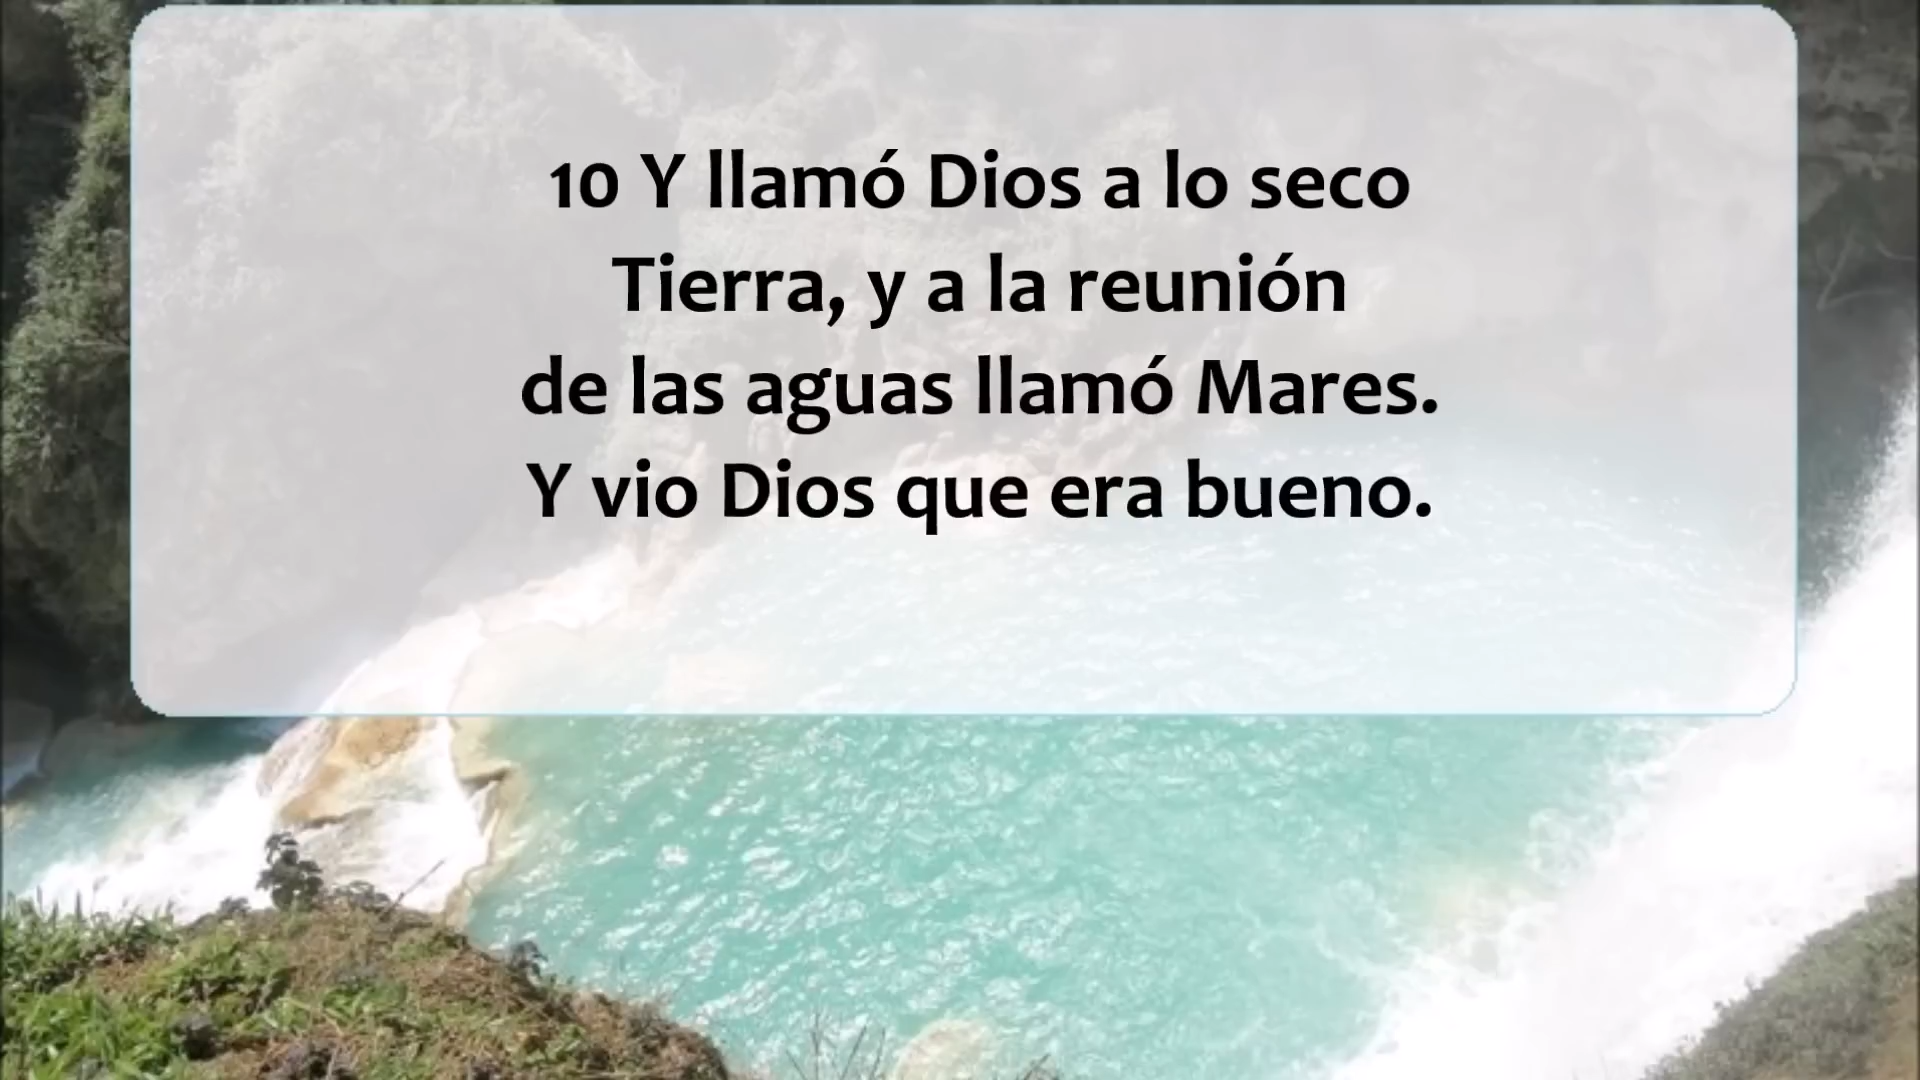 10 Y llamó Dios a lo seco
Tierra, y a la reunión
de las aguas llamó Mares.
Y vio Dios que era bueno.